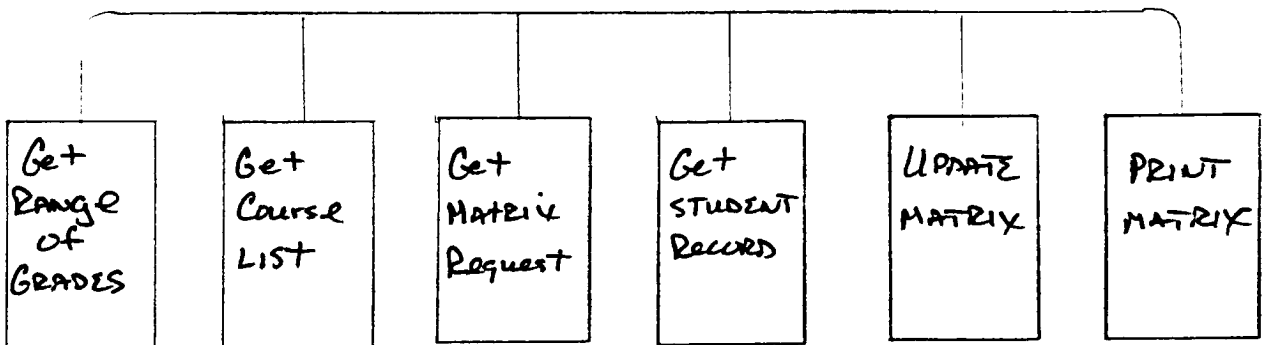 Get
Range
of
GRADES
Get
Course
LIST
Get
MATRIX
Request
Get
STUDENT
RECORD
UPDATE
MATRIX
PRINT
MATRIX